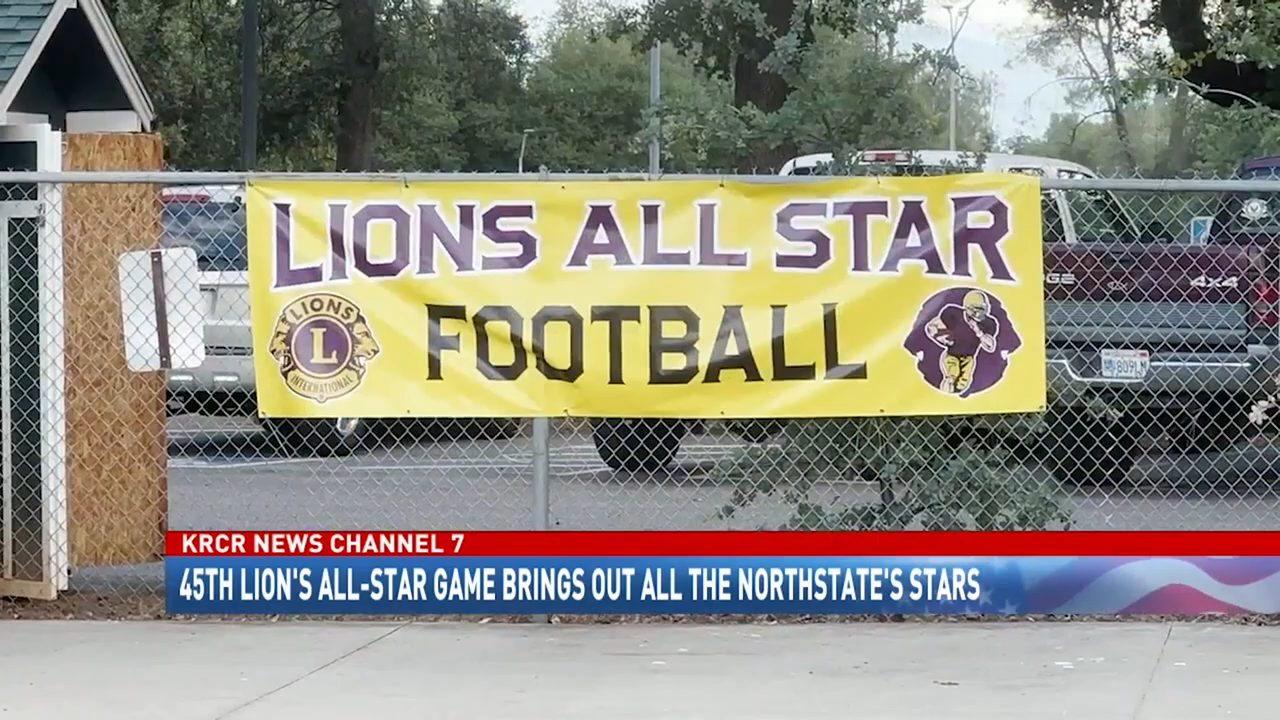 LIONS ALL STAR
FOOTBALL
LIONS
L
INTERNATIONAL
4x4
KRCR NEWS CHANNEL 7
45TH LION'S ALL-STAR GAME BRINGS OUT ALL THE NORTHSTATE'S STARS